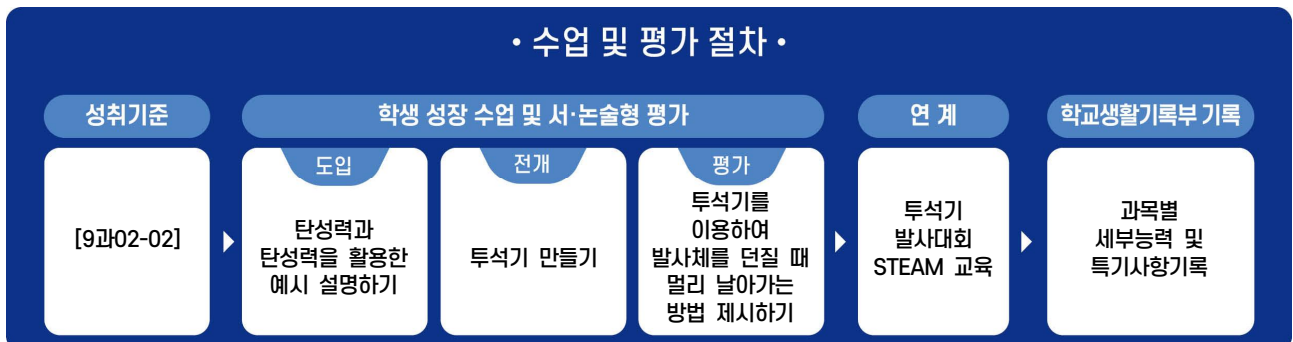 • 수업 및 평가 절차 •
성취기준
학생 성장 수업 및 서·논술형 평가
연 계
학교생활기록부 기록
[9과02-02]
도입
탄성력과
탄성력을 활용한
예시 설명하기
전개
투석기 만들기
평가
투석기를
이용하여
발사체를 던질 때
멀리 날아가는
방법 제시하기
투석기
발사대회
STEAM 교육
과목별
세부능력 및
특기사항기록